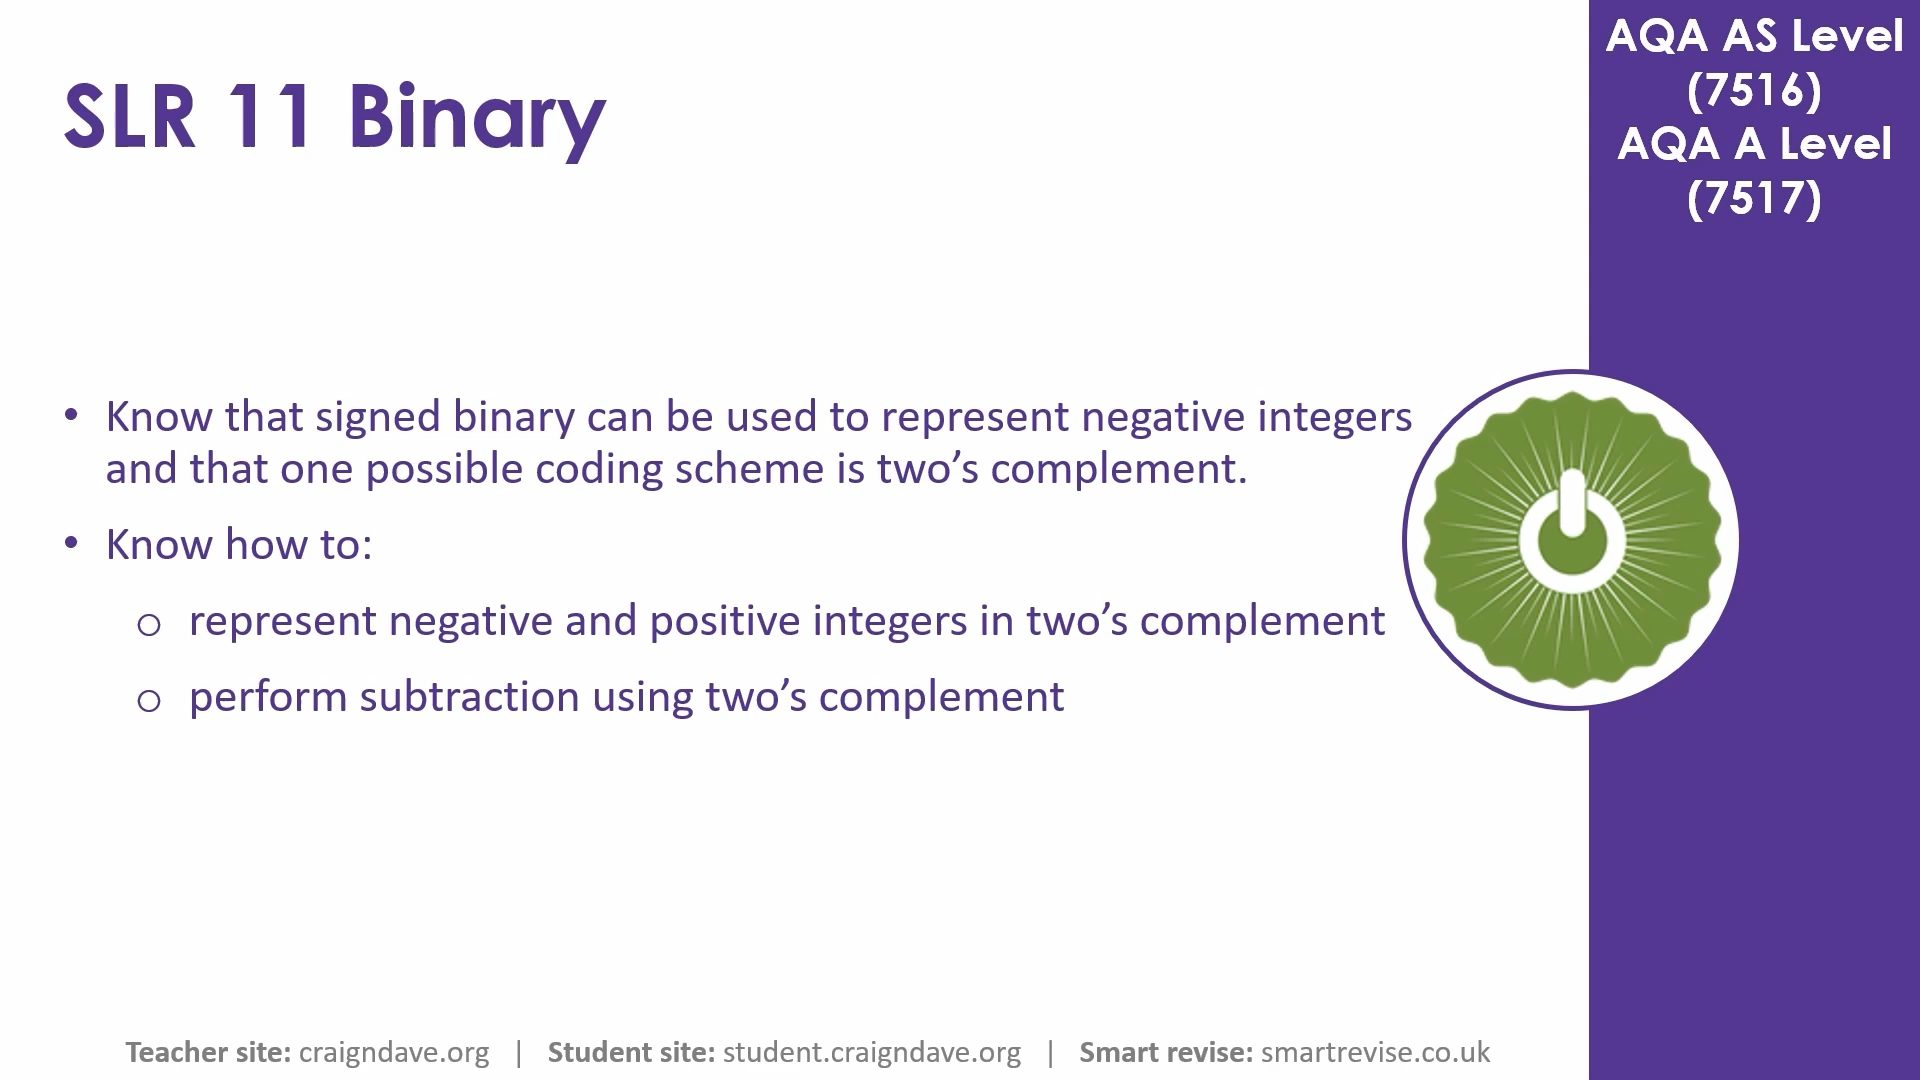 SLR 11 Binary
AQA AS Level
(7516)
AQA A Level
(7517)
• Know that signed binary can be used to represent negative integers
and that one possible coding scheme is two’s complement.
• Know how to:
o represent negative and positive integers in two’s complement
o perform subtraction using two’s complement
Teacher site: craigndave.org | Student site: student.craigndave.org | Smart revise: smartrevise.co.uk